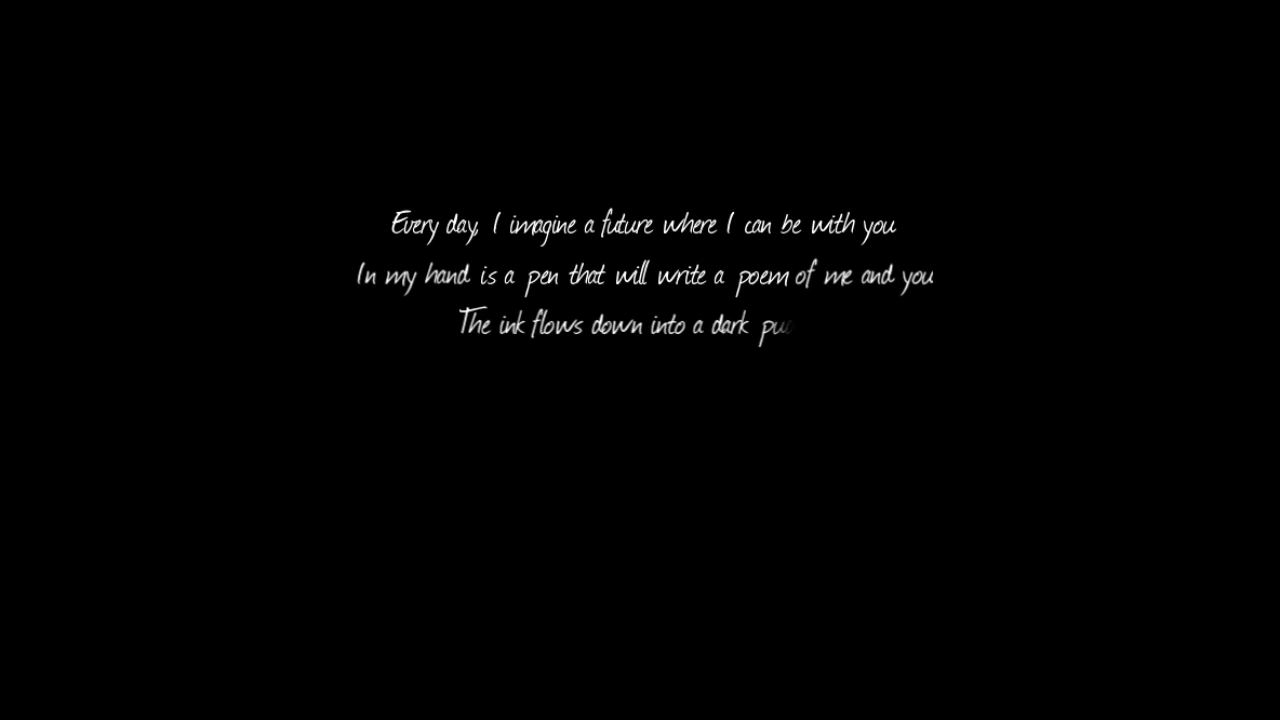 Every day, I imagine a future where I can be with you
In my hand is a pen that will write a poem of me and you
The ink flows down into a dark